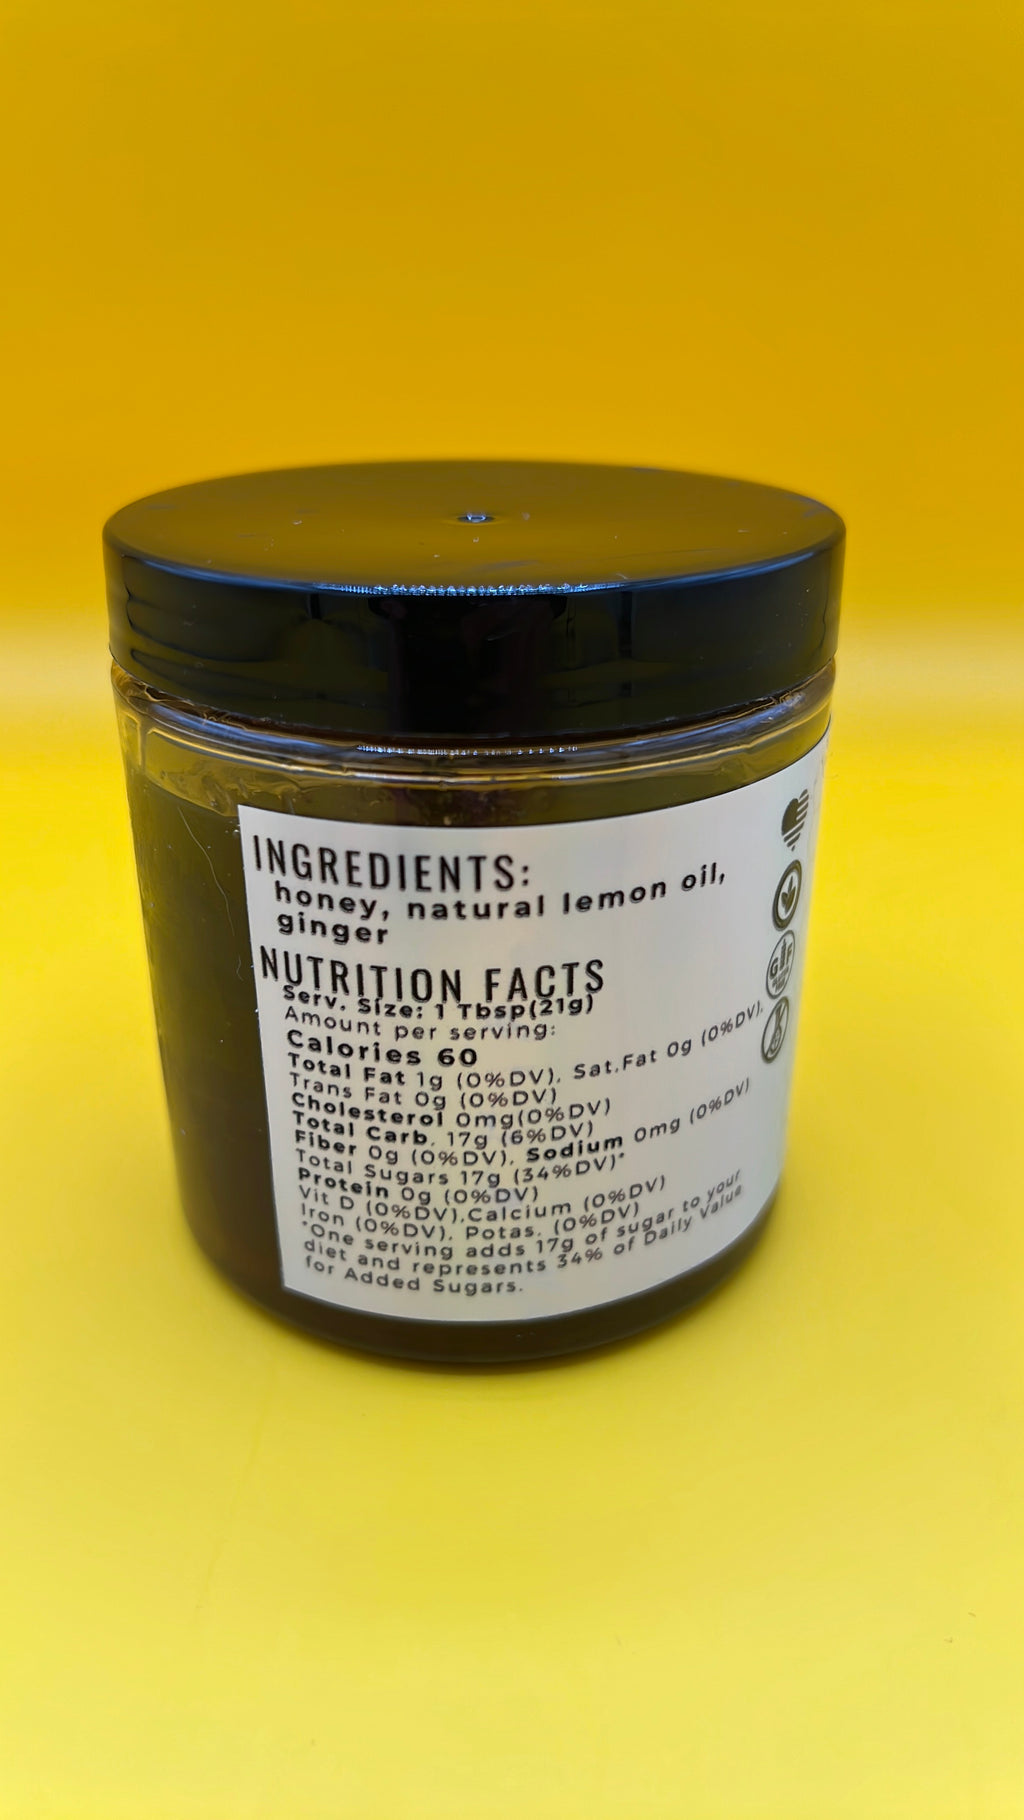 INGREDIENTS:
honey, natural lemon oil,
ginger
NUTRITION FACTS
Serv. Size: 1 Tbsp(21g)
Amount per serving:
Calories 60
Total Fat 1g (0%DV), Sat.Fat 0g (0%DV),
Trans Fat 0g (0%DV)
Cholesterol 0mg(0%DV)
Total Carb. 17g (6%DV)
Fiber 0g (0%DV), Sodium 0mg (0%DV)
Total Sugars 17g (34%DV)*
Protein 0g (0%DV)
Vit D (0%DV),Calcium (0%DV)
Iron (0%DV), Potas. (0%DV)
*One serving adds 17g of sugar to your
diet and represents 34% of Daily Value
for Added Sugars.
G F